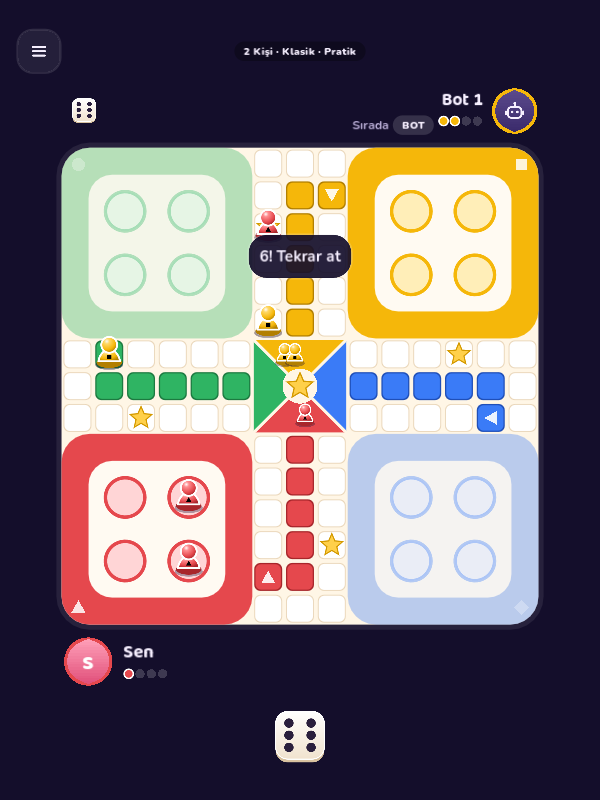 2 Kişi · Klasik · Pratik
Bot 1
Sırada BOT
6! Tekrar at
S
Sen